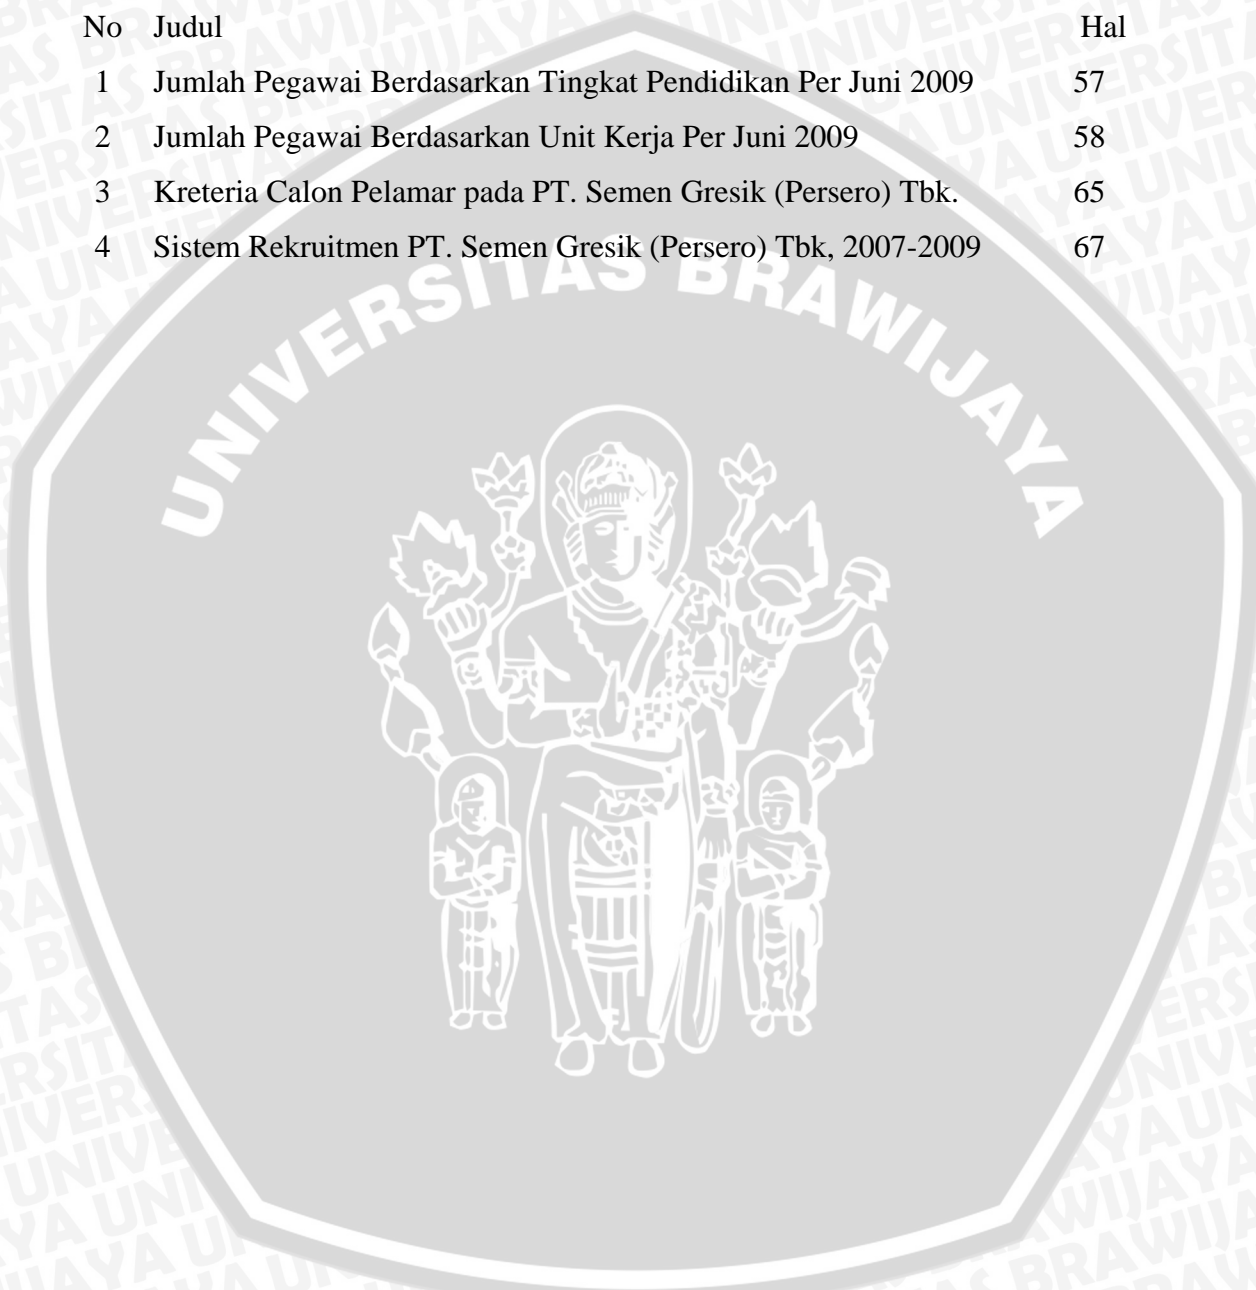 No Judul Hal
1 Jumlah Pegawai Berdasarkan Tingkat Pendidikan Per Juni 2009 57
2 Jumlah Pegawai Berdasarkan Unit Kerja Per Juni 2009 58
3 Kreteria Calon Pelamar pada PT. Semen Gresik (Persero) Tbk. 65
4 Sistem Rekruitmen PT. Semen Gresik (Persero) Tbk, 2007-2009 67
UNIVERSITAS BRAWIJAYA